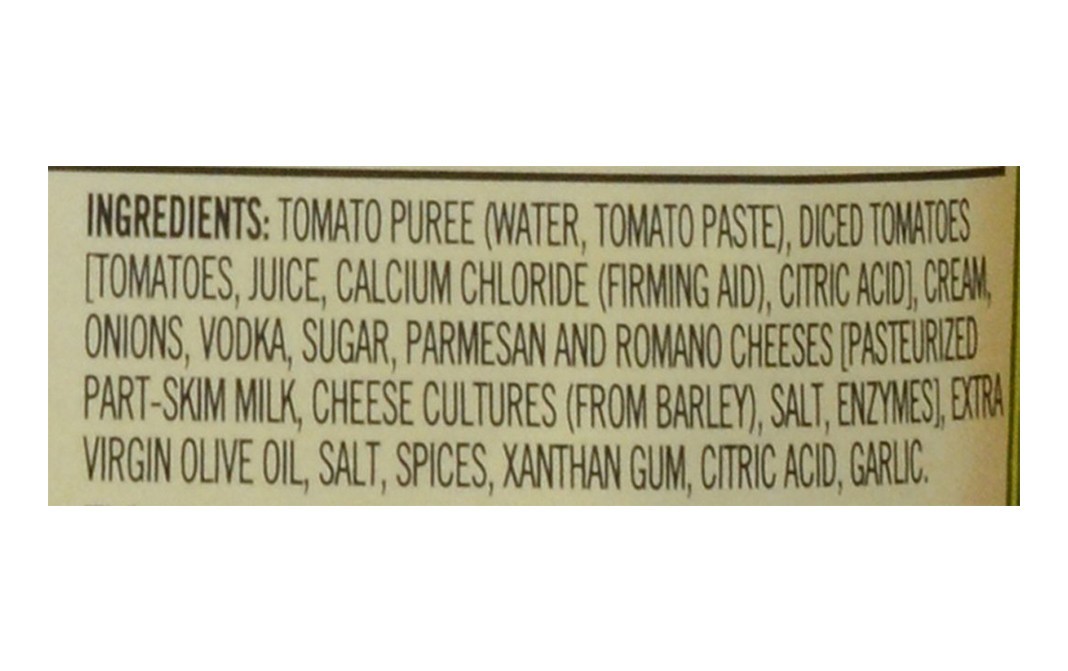 INGREDIENTS: TOMATO PUREE (WATER, TOMATO PASTE), DICED TOMATOES
[TOMATOES, JUICE, CALCIUM CHLORIDE (FIRMING AID), CITRIC ACID], CREAM,
ONIONS, VODKA, SUGAR, PARMESAN AND ROMANO CHEESES [PASTEURIZED
PART-SKIM MILK, CHEESE CULTURES (FROM BARLEY), SALT, ENZYMES], EXTRA
VIRGIN OLIVE OIL, SALT, SPICES, XANTHAN GUM, CITRIC ACID, GARLIC.